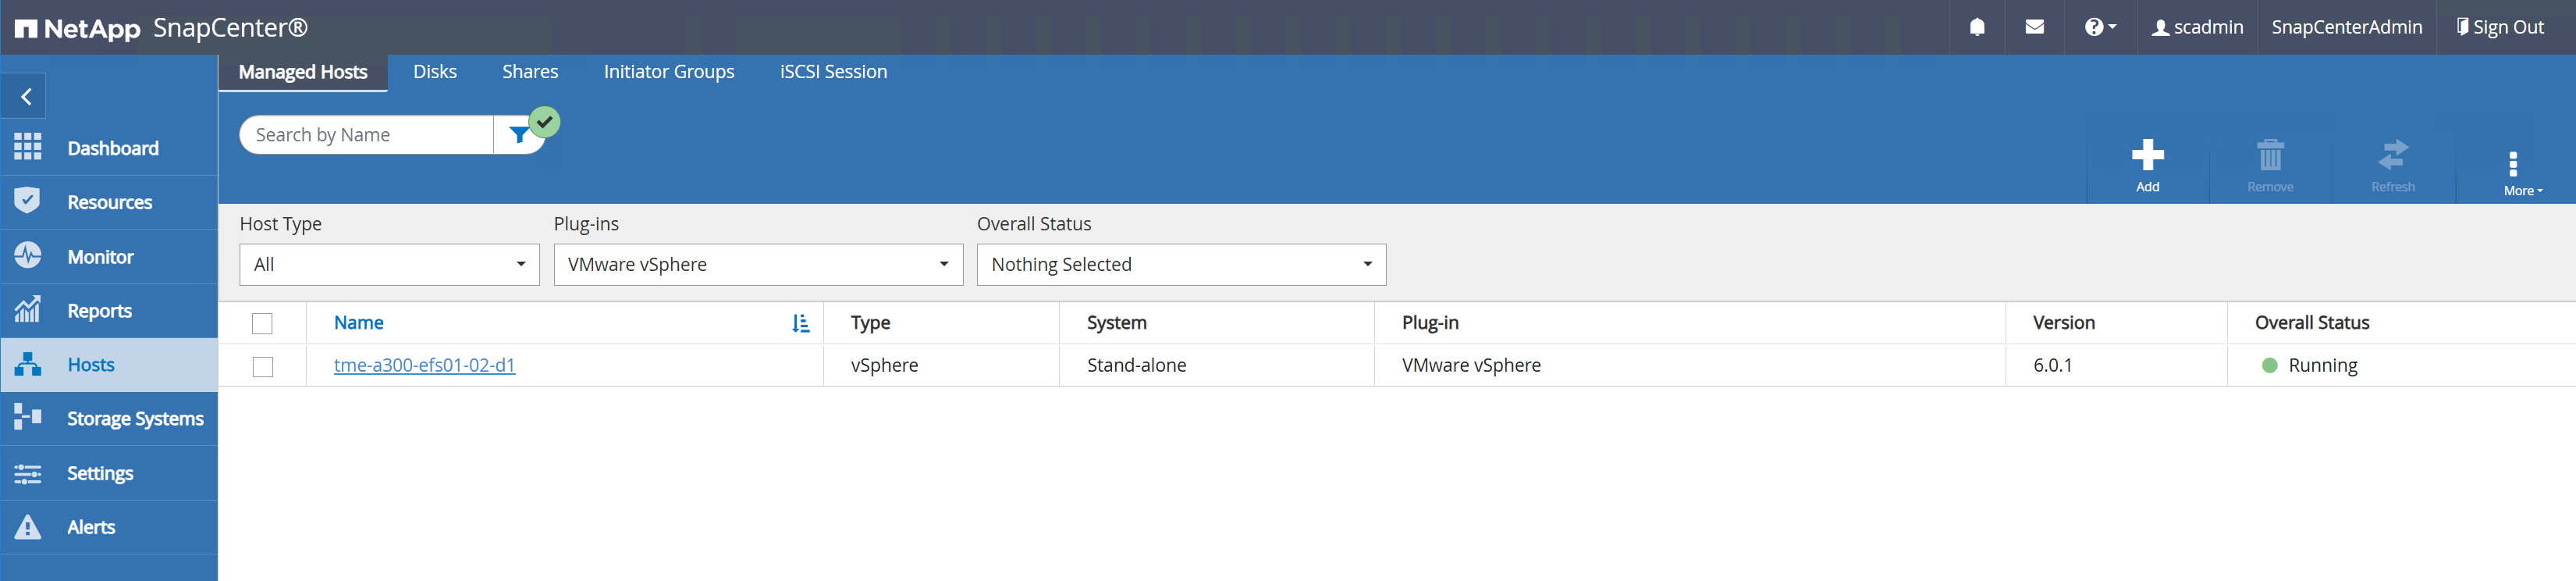 NetApp SnapCenter®
scadmin SnapCenterAdmin Sign Out
Managed Hosts Disks Shares Initiator Groups iSCSI Session
Search by Name
Dashboard
Resources
Monitor
Reports
Hosts
Storage Systems
Settings
Alerts
Add Remove Refresh More
Host Type Plug-ins Overall Status
All VMware vSphere Nothing Selected
Name Type System Plug-in Version Overall Status
tme-a300-efs01-02-d1 vSphere Stand-alone VMware vSphere 6.0.1 Running